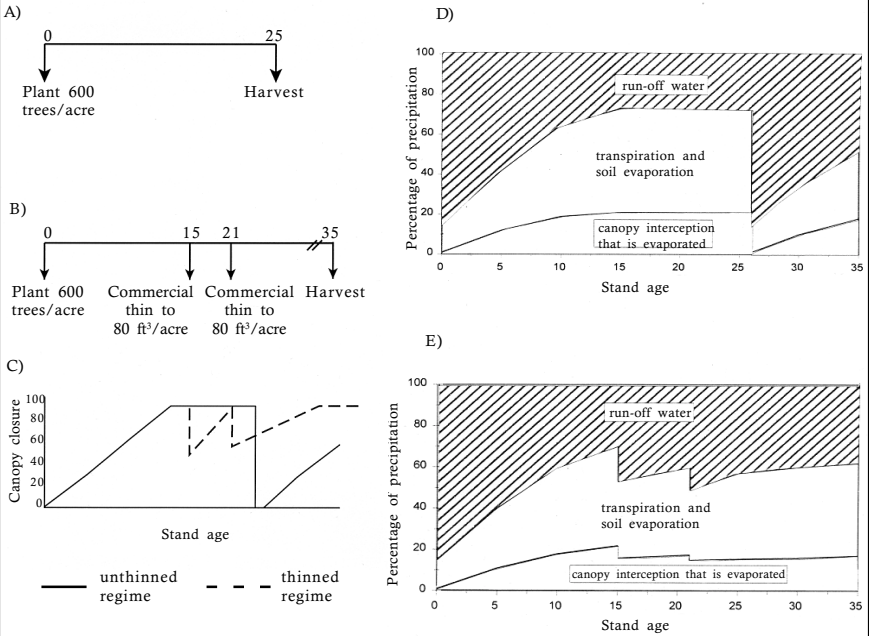 A)
0 25
Plant 600 Harvest
trees/acre
B)
0 15 21 35
Plant 600 Commercial Commercial Harvest
trees/acre thin to thin to
80 ft³/acre 80 ft³/acre
C)
Canopy closure
100
80
60
40
20
0
Stand age
unthinned regime
thinned regime
D)
Percentage of precipitation
100
80
60
40
20
0
run-off water
transpiration and
soil evaporation
canopy interception
that is evaporated
0 5 10 15 20 25 30 35
Stand age
E)
Percentage of precipitation
100
80
60
40
20
0
run-off water
transpiration and
soil evaporation
canopy interception that is evaporated
0 5 10 15 20 25 30 35
Stand age